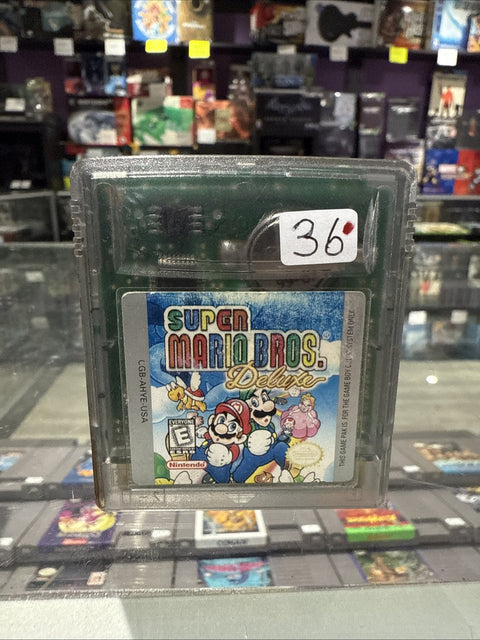 36
SUPER
MARIO BROS.
Deluxe
CGB-AHYE-USA
EVERYONE
E
Nintendo
THIS GAME PAK IS FOR THE GAME BOY COLOR SYSTEM ONLY.